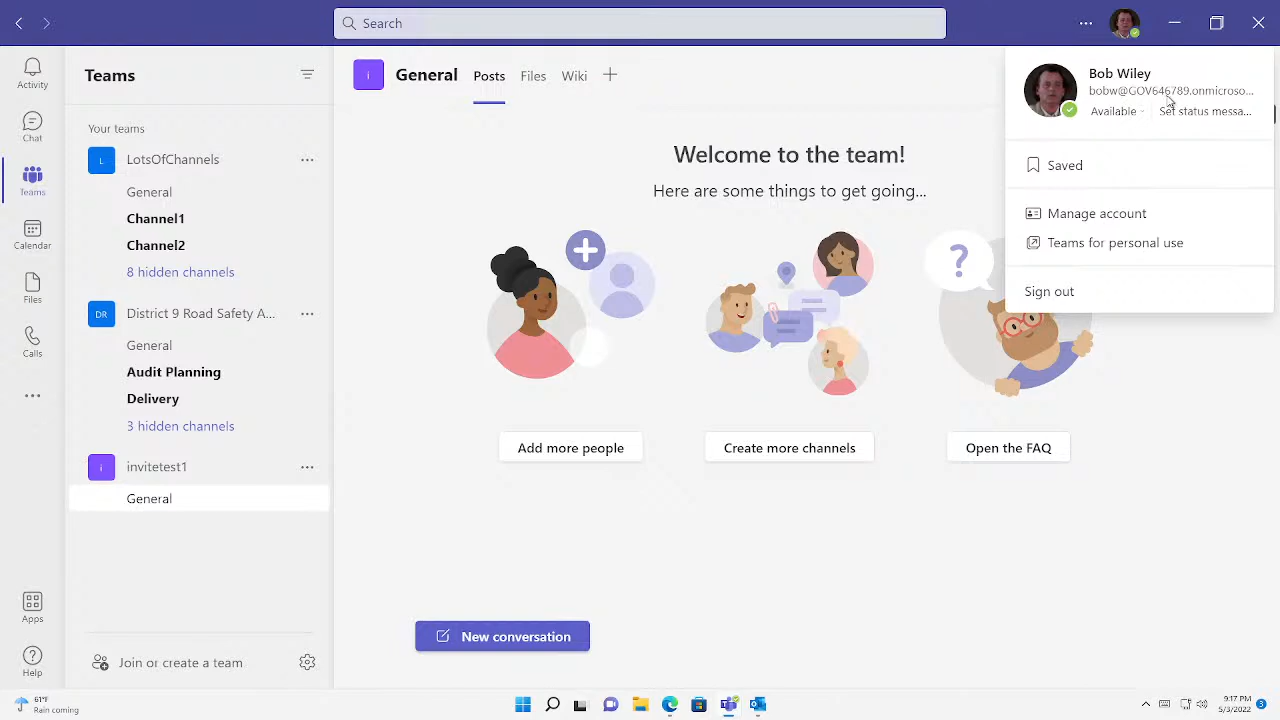 Search
Activity
Chat
Teams
Calendar
Files
Calls
Apps
Help
Teams
Your teams
L
LotsOfChannels
General
Channel1
Channel2
8 hidden channels
DR
District 9 Road Safety A...
General
Audit Planning
Delivery
3 hidden channels
i
invitetest1
General
Join or create a team
i
General
Posts
Files
Wiki
Welcome to the team!
Here are some things to get going...
?
Add more people
Create more channels
Open the FAQ
New conversation
Bob Wiley
bobw@GOV646789.onmicroso...
Available
Set status messa...
Saved
Manage account
Teams for personal use
Sign out
61°F
Rain coming
:17 PM
5/3/2022
3